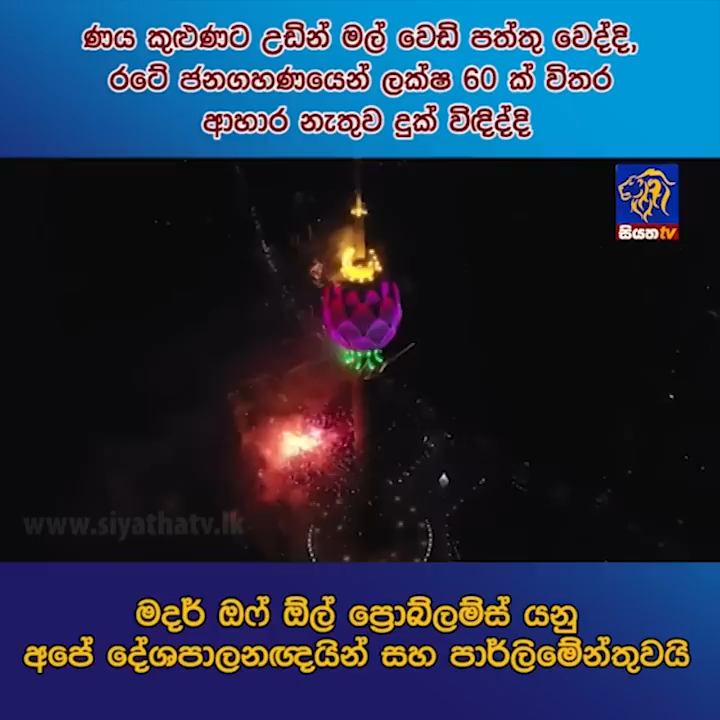 ණය කුළුණට උඩින් මල් වෙඩි පත්තු වෙද්දි,
රටේ ජනගහණයෙන් ලක්ෂ 60 ක් විතර
ආහාර නැතුව දුක් විඳිද්දි
සියත tv
www.siyathatv.lk
මදර් ඔෆ් ඕල් ප්‍රොබ්ලම්ස් යනු
අපේ දේශපාලනඥයින් සහ පාර්ලිමේන්තුවයි